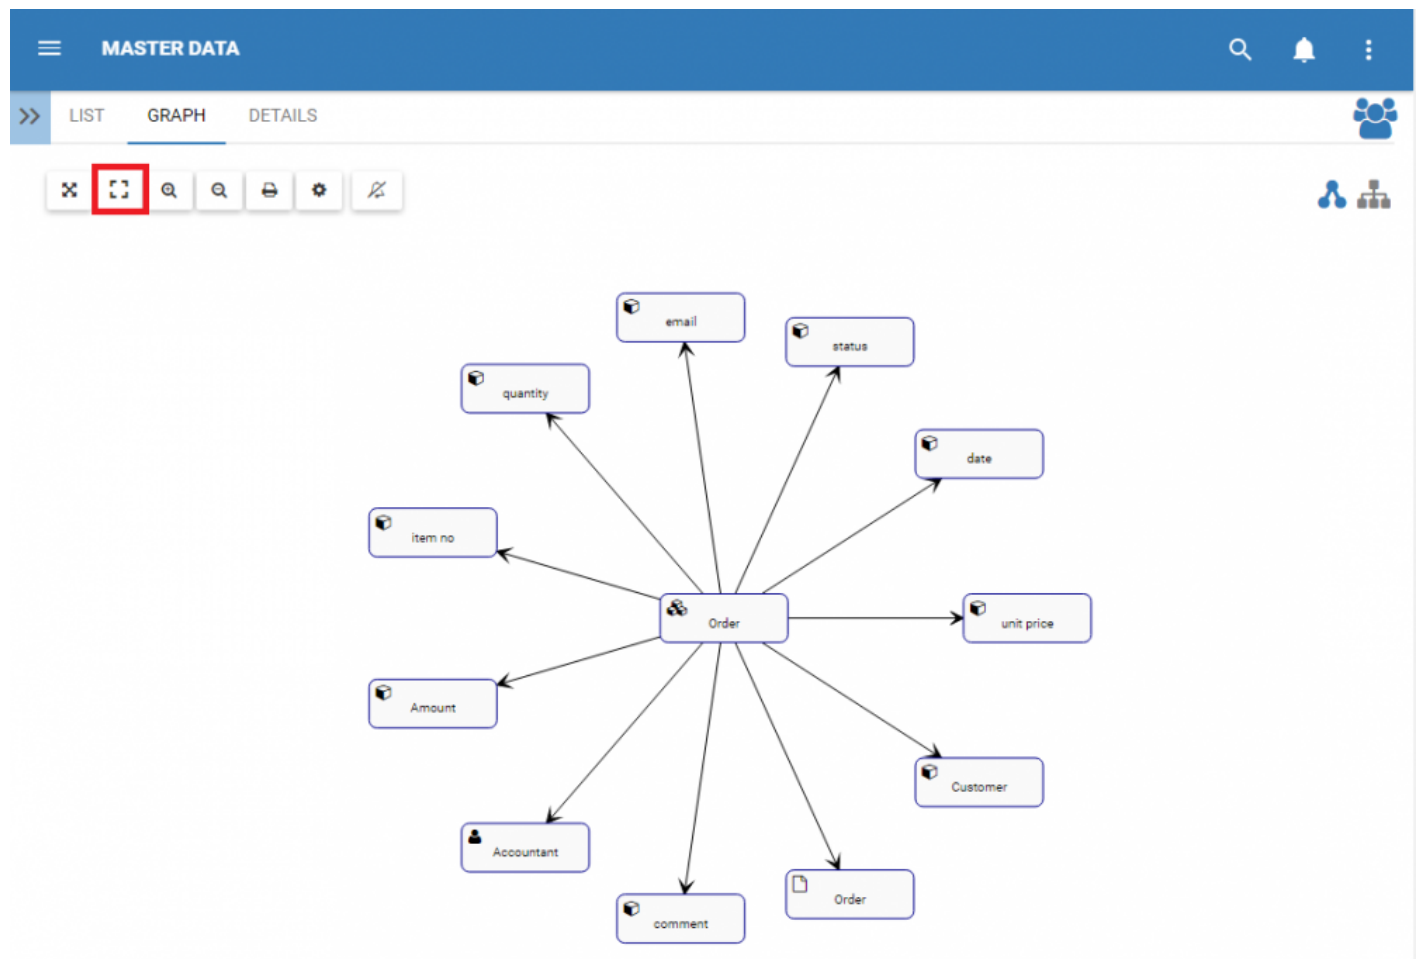 MASTER DATA
LIST
GRAPH
DETAILS
email
status
quantity
date
item no
Order
unit price
Amount
Customer
Accountant
Order
comment